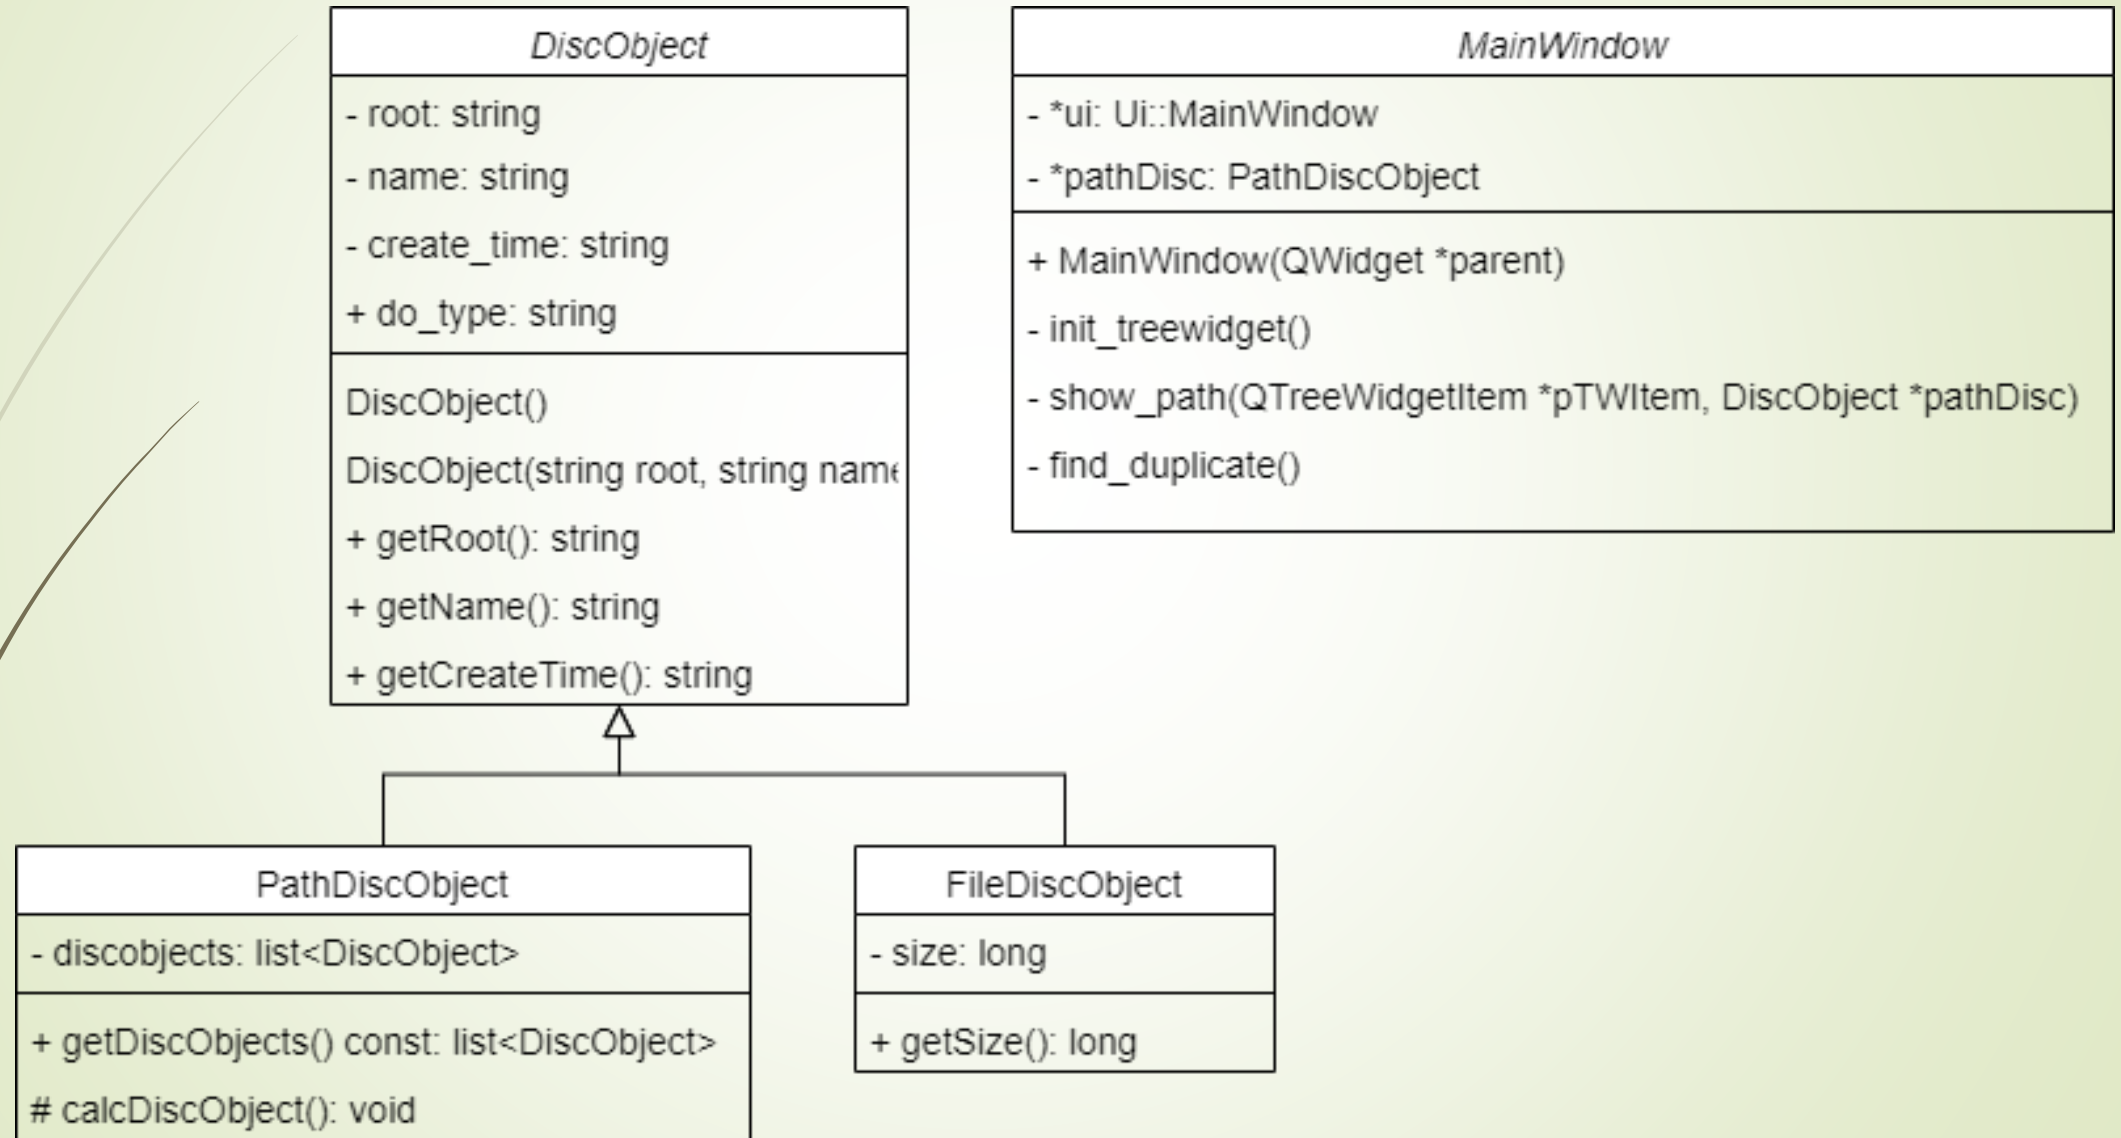 DiscObject
- root: string
- name: string
- create_time: string
+ do_type: string
DiscObject()
DiscObject(string root, string name
+ getRoot(): string
+ getName(): string
+ getCreateTime(): string
MainWindow
- *ui: Ui::MainWindow
- *pathDisc: PathDiscObject
+ MainWindow(QWidget *parent)
- init_treewidget()
- show_path(QTreeWidgetItem *pTWItem, DiscObject *pathDisc)
- find_duplicate()
PathDiscObject
- discobjects: list<DiscObject>
+ getDiscObjects() const: list<DiscObject>
# calcDiscObject(): void
FileDiscObject
- size: long
+ getSize(): long